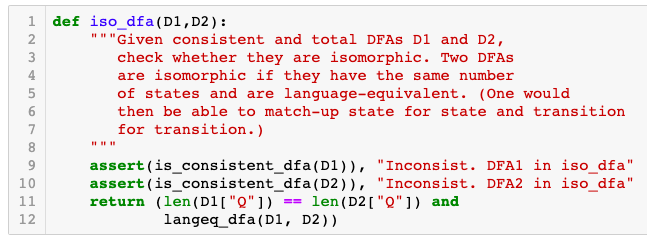 1 def iso_dfa(D1,D2):
2 """Given consistent and total DFAs D1 and D2,
3 check whether they are isomorphic. Two DFAs
4 are isomorphic if they have the same number
5 of states and are language-equivalent. (One would
6 then be able to match-up state for state and transition
7 for transition.)
8 """
9 assert(is_consistent_dfa(D1)), "Inconsist. DFA1 in iso_dfa"
10 assert(is_consistent_dfa(D2)), "Inconsist. DFA2 in iso_dfa"
11 return (len(D1["Q"]) == len(D2["Q"]) and
12 langeq_dfa(D1, D2))